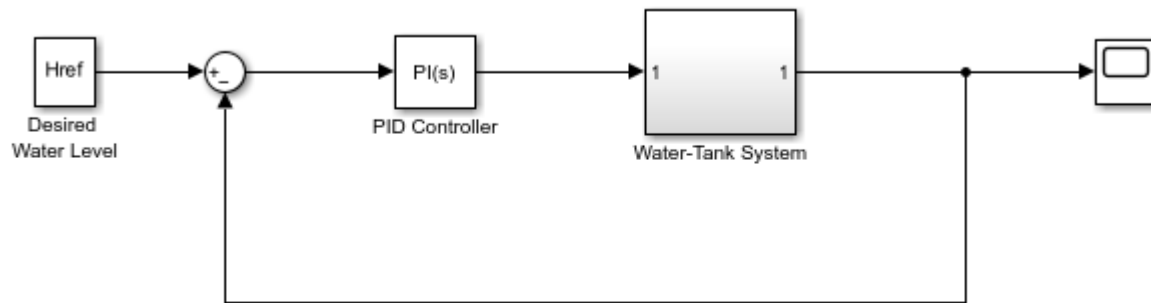 Href
Desired
Water Level
+
−
PI(s)
PID Controller
1
1
Water-Tank System